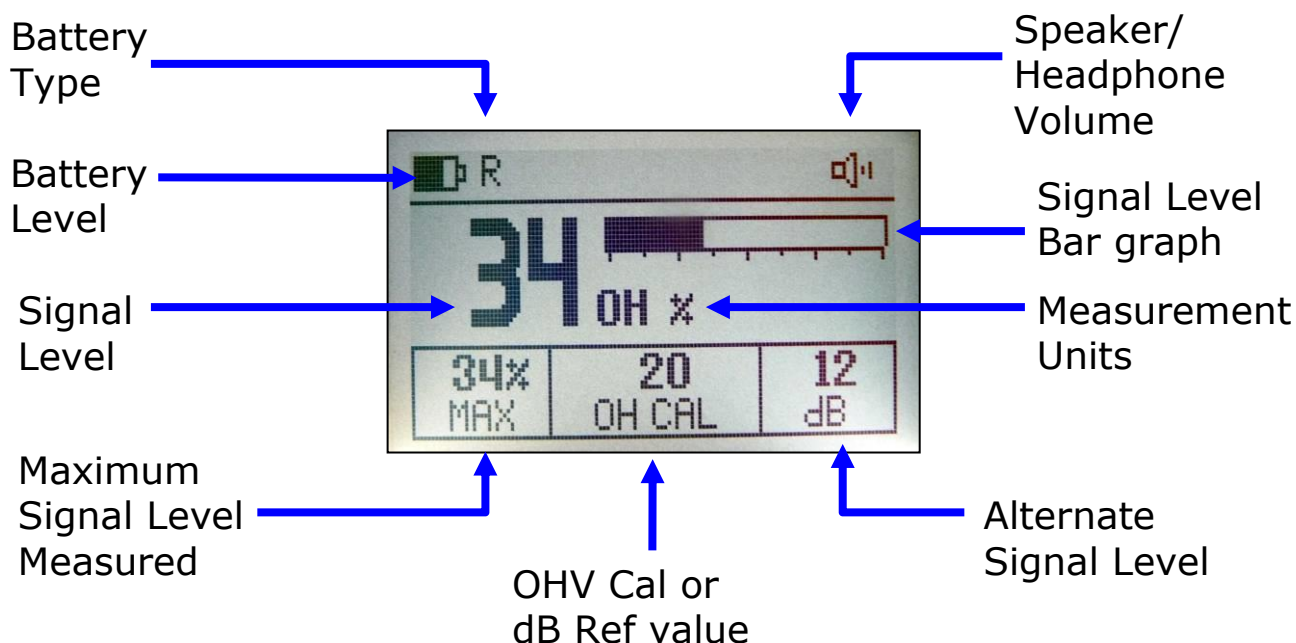 Battery
Type
Speaker/
Headphone
Volume
Battery
Level
R
Signal Level
Bar graph
34
OH %
Signal
Level
Measurement
Units
34%
MAX
20
OH CAL
12
dB
Maximum
Signal Level
Measured
OHV Cal or
dB Ref value
Alternate
Signal Level